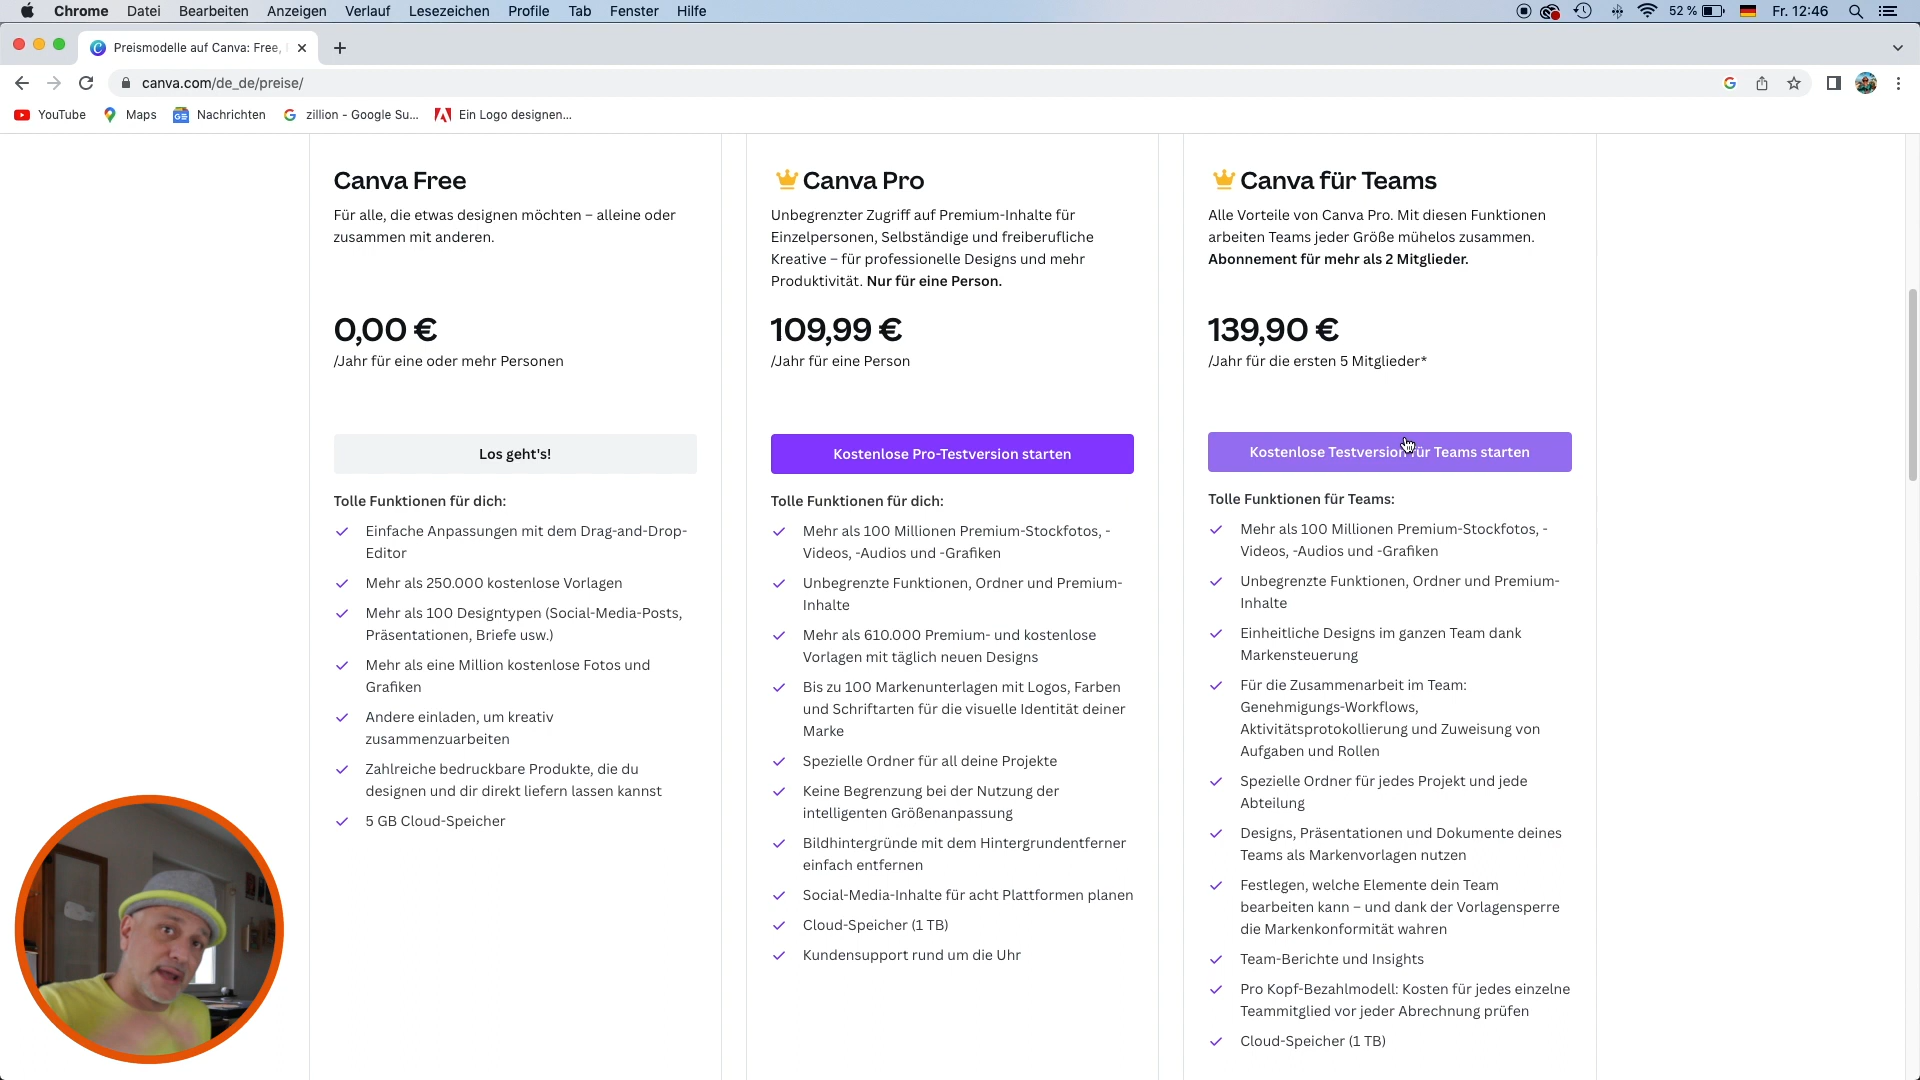 Chrome Datei Bearbeiten Anzeigen Verlauf Lesezeichen Profile Tab Fenster Hilfe 52 % Fr. 12:46
Preismodelle auf Canva: Free,
canva.com/de_de/preise/
YouTube Maps Nachrichten zillion - Google Su... Ein Logo designen...
Canva Free
Für alle, die etwas designen möchten – alleine oder
zusammen mit anderen.
0,00 €
/Jahr für eine oder mehr Personen
Los geht's!
Tolle Funktionen für dich:
Einfache Anpassungen mit dem Drag-and-Drop-
Editor
Mehr als 250.000 kostenlose Vorlagen
Mehr als 100 Designtypen (Social-Media-Posts,
Präsentationen, Briefe usw.)
Mehr als eine Million kostenlose Fotos und
Grafiken
Andere einladen, um kreativ
zusammenzuarbeiten
Zahlreiche bedruckbare Produkte, die du
designen und dir direkt liefern lassen kannst
5 GB Cloud-Speicher
Canva Pro
Unbegrenzter Zugriff auf Premium-Inhalte für
Einzelpersonen, Selbständige und freiberufliche
Kreative – für professionelle Designs und mehr
Produktivität. Nur für eine Person.
109,99 €
/Jahr für eine Person
Kostenlose Pro-Testversion starten
Tolle Funktionen für dich:
Mehr als 100 Millionen Premium-Stockfotos, -
Videos, -Audios und -Grafiken
Unbegrenzte Funktionen, Ordner und Premium-
Inhalte
Mehr als 610.000 Premium- und kostenlose
Vorlagen mit täglich neuen Designs
Bis zu 100 Markenunterlagen mit Logos, Farben
und Schriftarten für die visuelle Identität deiner
Marke
Spezielle Ordner für all deine Projekte
Keine Begrenzung bei der Nutzung der
intelligenten Größenanpassung
Bildhintergründe mit dem Hintergrundentferner
einfach entfernen
Social-Media-Inhalte für acht Plattformen planen
Cloud-Speicher (1 TB)
Kundensupport rund um die Uhr
Canva für Teams
Alle Vorteile von Canva Pro. Mit diesen Funktionen
arbeiten Teams jeder Größe mühelos zusammen.
Abonnement für mehr als 2 Mitglieder.
139,90 €
/Jahr für die ersten 5 Mitglieder*
Kostenlose Testversion für Teams starten
Tolle Funktionen für Teams:
Mehr als 100 Millionen Premium-Stockfotos, -
Videos, -Audios und -Grafiken
Unbegrenzte Funktionen, Ordner und Premium-
Inhalte
Einheitliche Designs im ganzen Team dank
Markensteuerung
Für die Zusammenarbeit im Team:
Genehmigungs-Workflows,
Aktivitätsprotokollierung und Zuweisung von
Aufgaben und Rollen
Spezielle Ordner für jedes Projekt und jede
Abteilung
Designs, Präsentationen und Dokumente deines
Teams als Markenvorlagen nutzen
Festlegen, welche Elemente dein Team
bearbeiten kann – und dank der Vorlagensperre
die Markenkonformität wahren
Team-Berichte und Insights
Pro Kopf-Bezahlmodell: Kosten für jedes einzelne
Teammitglied vor jeder Abrechnung prüfen
Cloud-Speicher (1 TB)